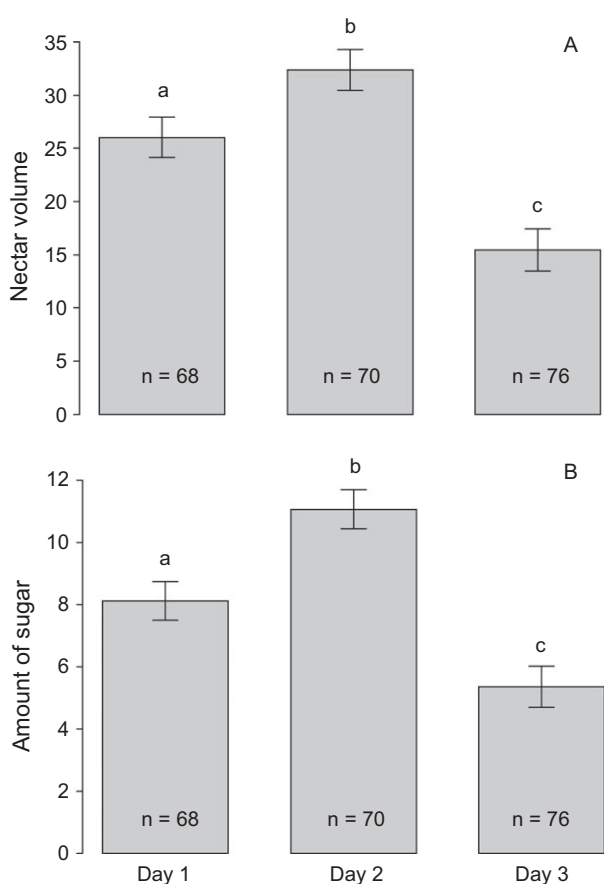 A
Nectar volume
35
30
25
20
15
10
5
0
a
b
c
n = 68
n = 70
n = 76
B
Amount of sugar
12
10
8
6
4
2
0
a
b
c
n = 68
n = 70
n = 76
Day 1
Day 2
Day 3